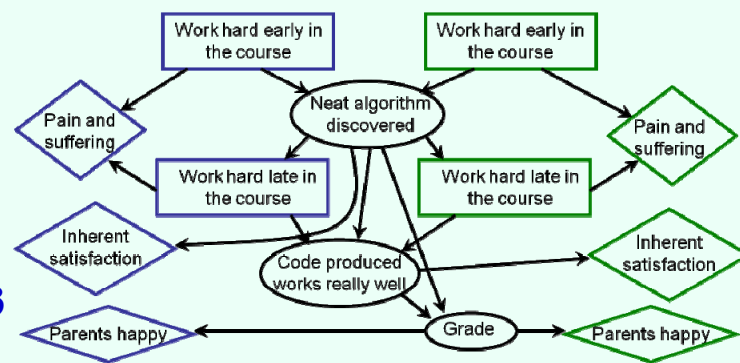 Work hard early in
the course
Work hard early in
the course
Neat algorithm
discovered
Pain and
suffering
Pain and
suffering
Work hard late in
the course
Work hard late in
the course
Inherent
satisfaction
Inherent
satisfaction
Code produced
works really well
Parents happy
Grade
Parents happy